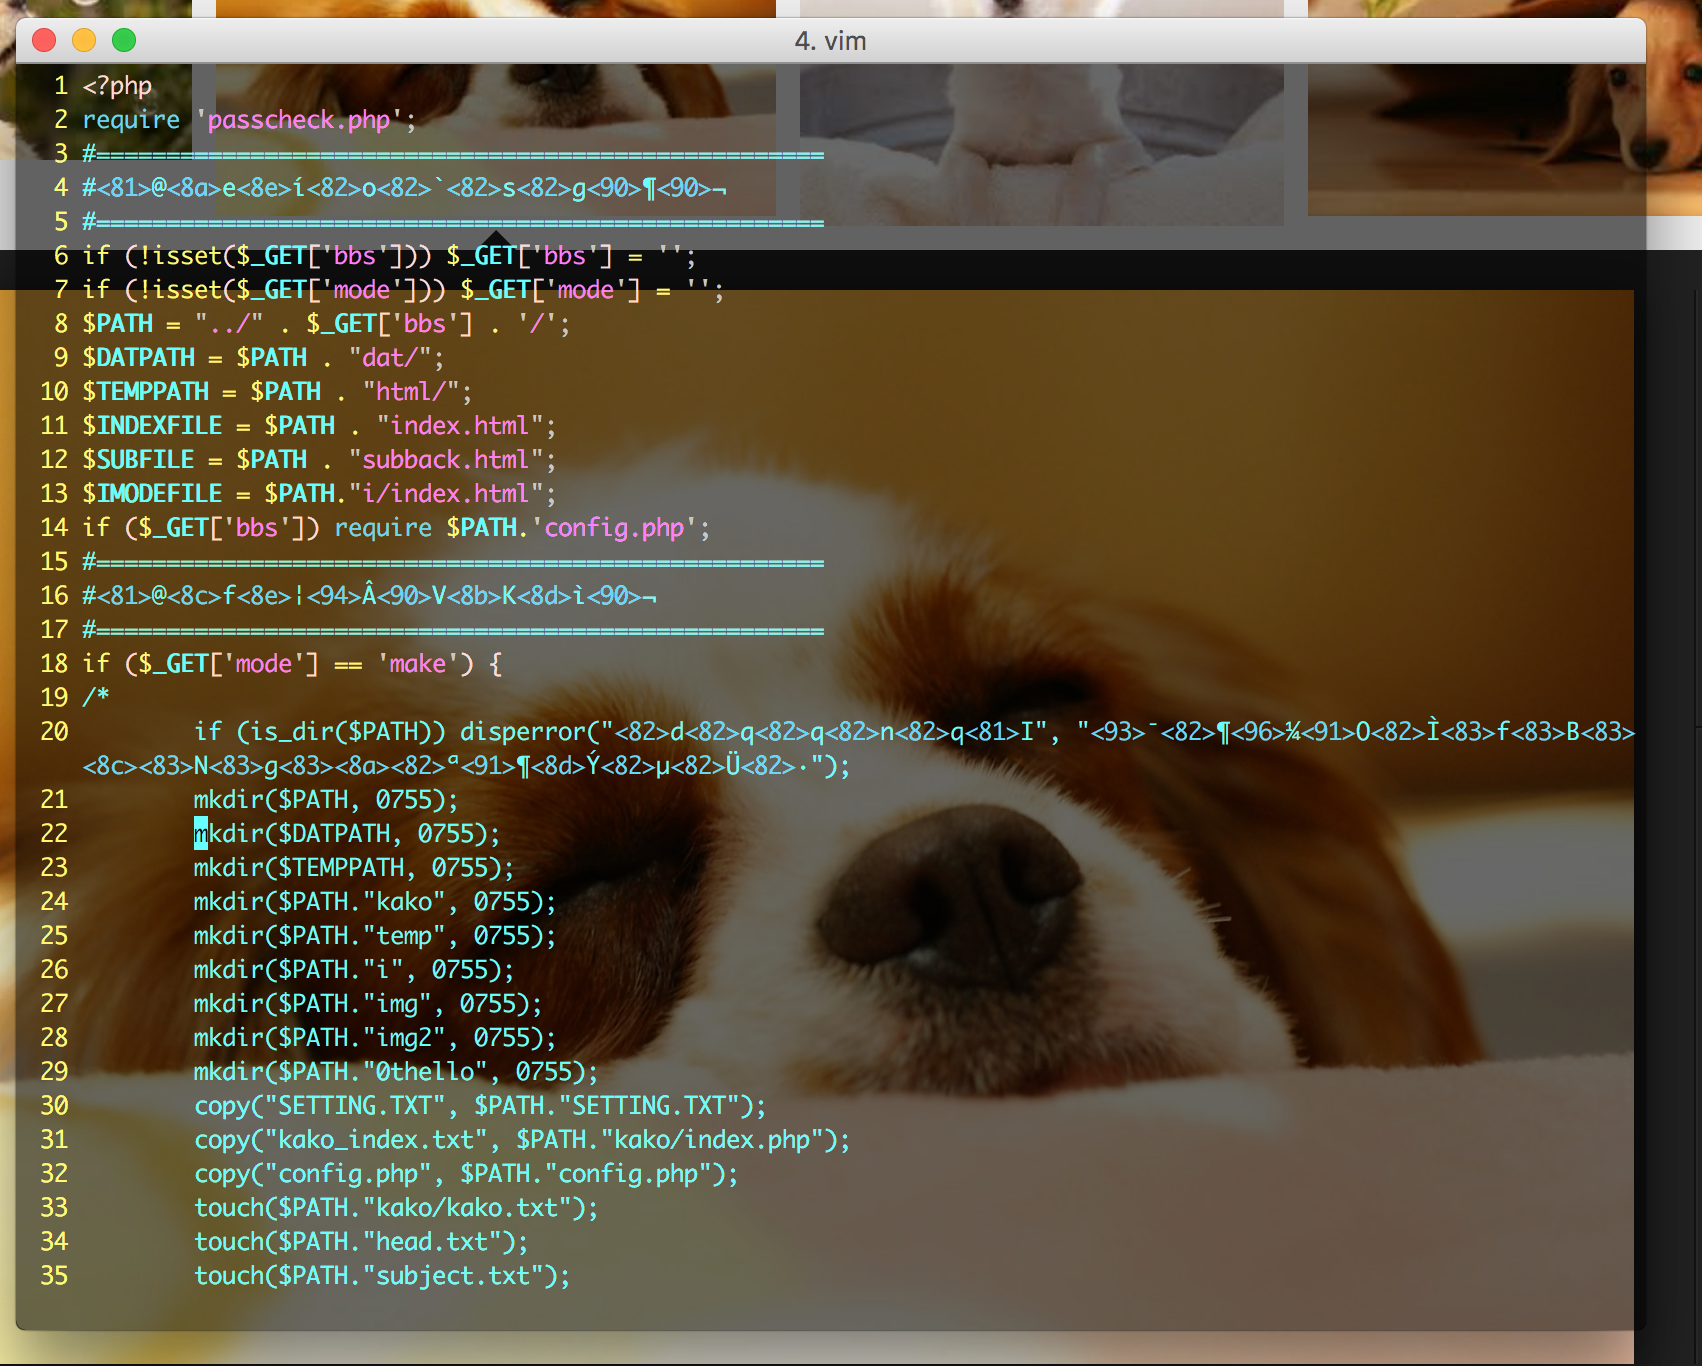 4. vim
1 <?php
2 require 'passcheck.php';
3 #====================================================
4 #<81>@<8a>e<8e>í<82>o<82>`<82>s<82>g<90>¶<90>¬
5 #====================================================
6 if (!isset($_GET['bbs'])) $_GET['bbs'] = '';
7 if (!isset($_GET['mode'])) $_GET['mode'] = '';
8 $PATH = "../" . $_GET['bbs'] . '/';
9 $DATPATH = $PATH . "dat/";
10 $TEMPPATH = $PATH . "html/";
11 $INDEXFILE = $PATH . "index.html";
12 $SUBFILE = $PATH . "subback.html";
13 $IMODEFILE = $PATH."i/index.html";
14 if ($_GET['bbs']) require $PATH.'config.php';
15 #====================================================
16 #<81>@<8c>f<8e>¦<94>Â<90>V<8b>K<8d>ì<90>¬
17 #====================================================
18 if ($_GET['mode'] == 'make') {
19 /*
20         if (is_dir($PATH)) disperror("<82>d<82>q<82>q<82>n<82>q<81>I", "<93>¯<82>¶<96>¼<91>O<82>Ì<83>f<83>B<83>
<8c><83>N<83>g<83><8a><82>ª<91>¶<8d>Ý<82>µ<82>Ü<82>·");
21         mkdir($PATH, 0755);
22         mkdir($DATPATH, 0755);
23         mkdir($TEMPPATH, 0755);
24         mkdir($PATH."kako", 0755);
25         mkdir($PATH."temp", 0755);
26         mkdir($PATH."i", 0755);
27         mkdir($PATH."img", 0755);
28         mkdir($PATH."img2", 0755);
29         mkdir($PATH."0thello", 0755);
30         copy("SETTING.TXT", $PATH."SETTING.TXT");
31         copy("kako_index.txt", $PATH."kako/index.php");
32         copy("config.php", $PATH."config.php");
33         touch($PATH."kako/kako.txt");
34         touch($PATH."head.txt");
35         touch($PATH."subject.txt");